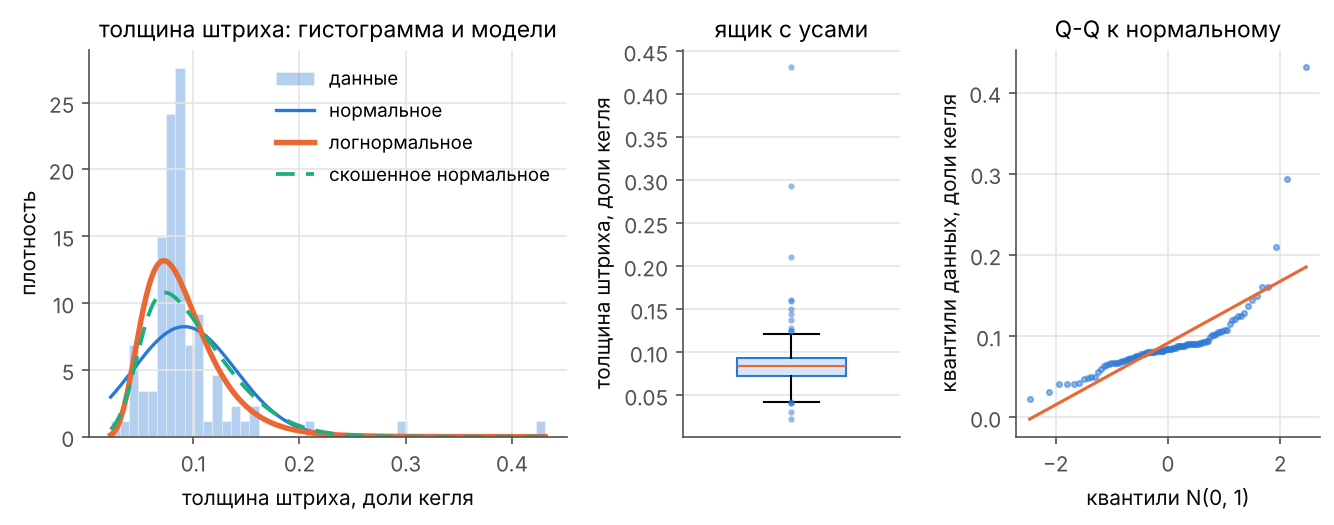 толщина штриха: гистограмма и модели
плотность
25
20
15
10
5
0
0.1
0.2
0.3
0.4
толщина штриха, доли кегля
данные
нормальное
логнормальное
скошенное нормальное
ящик с усами
толщина штриха, доли кегля
0.45
0.40
0.35
0.30
0.25
0.20
0.15
0.10
0.05
Q-Q к нормальному
квантили данных, доли кегля
0.4
0.3
0.2
0.1
0.0
−2
0
2
квантили N(0, 1)